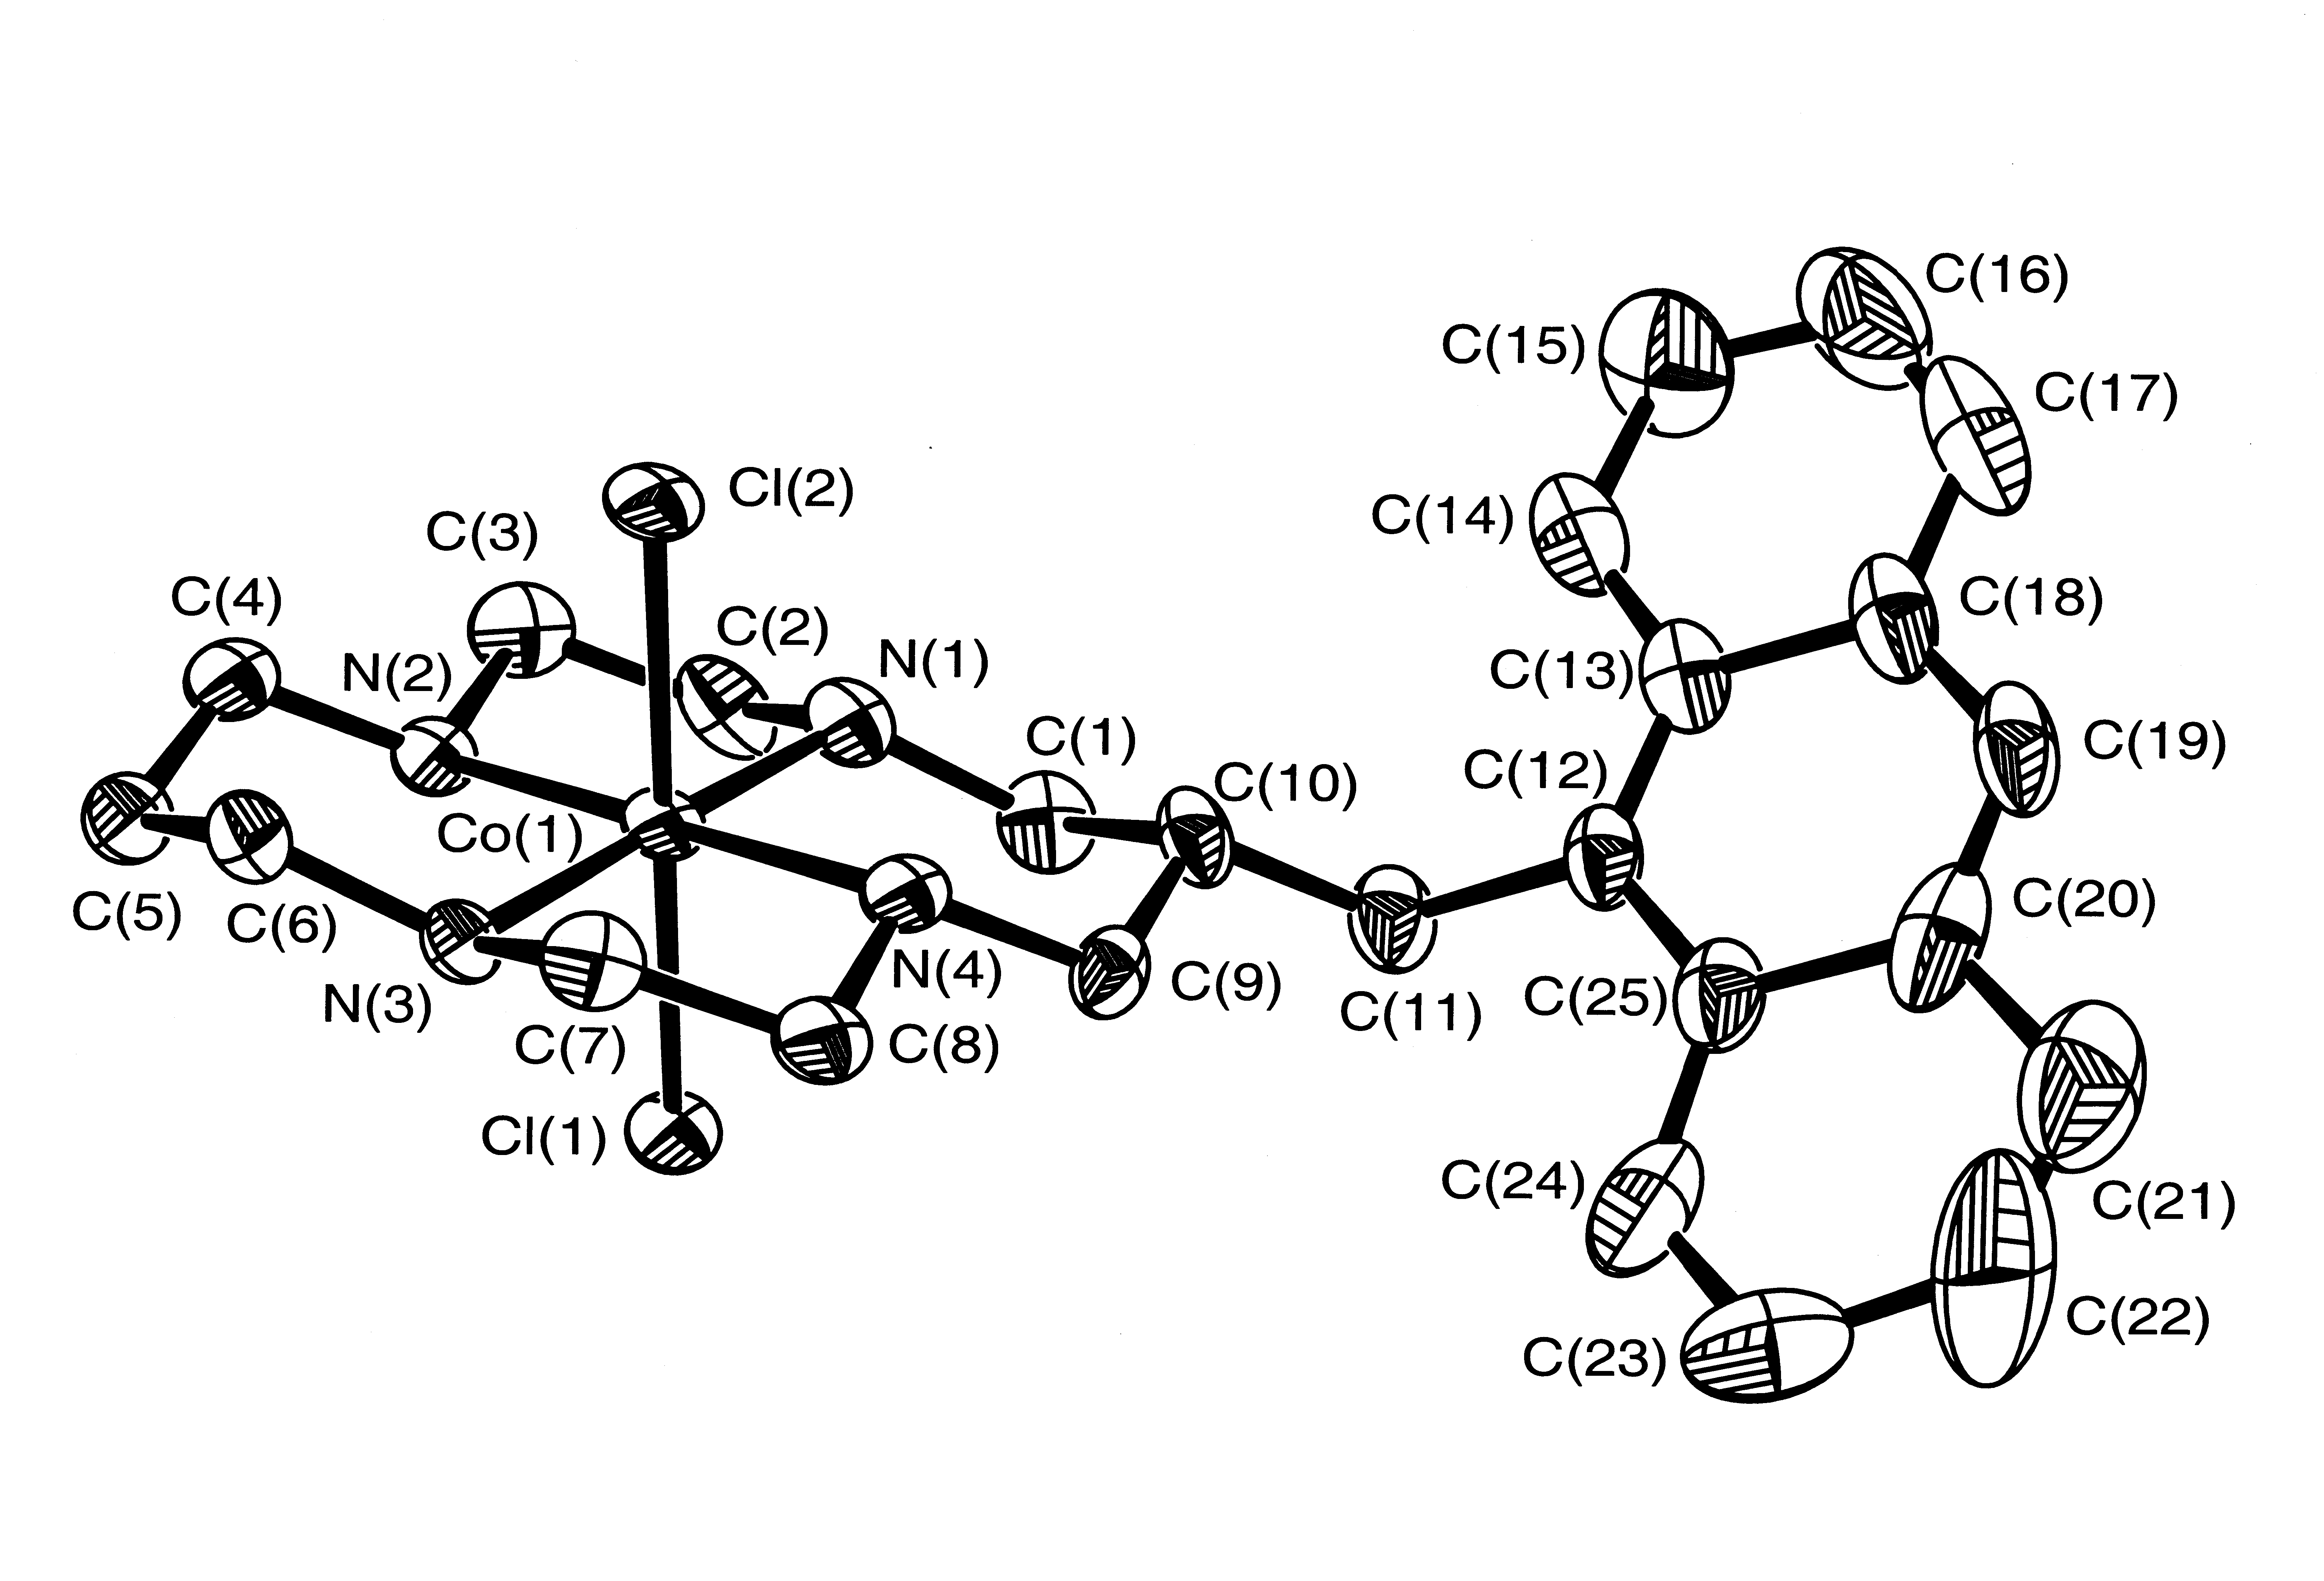 C(16)
C(15)
C(17)
Cl(2)
C(14)
C(3)
C(4)
C(18)
C(2)
N(1)
N(2)
C(13)
C(1)
C(19)
C(12)
C(10)
Co(1)
C(20)
C(5)
C(6)
N(4)
C(9)
C(25)
N(3)
C(11)
C(7)
C(8)
Cl(1)
C(24)
C(21)
C(22)
C(23)